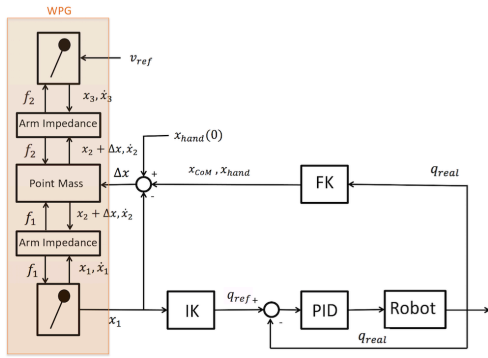 WPG
v_ref
f_2
x_3, ẋ_3
Arm Impedance
f_2
x_2 + Δx, ẋ_2
x_hand(0)
Point Mass
Δx
+
-
x_CoM, x_hand
FK
q_real
f_1
x_2 + Δx, ẋ_2
Arm Impedance
f_1
x_1, ẋ_1
x_1
IK
q_ref +
-
PID
Robot
q_real